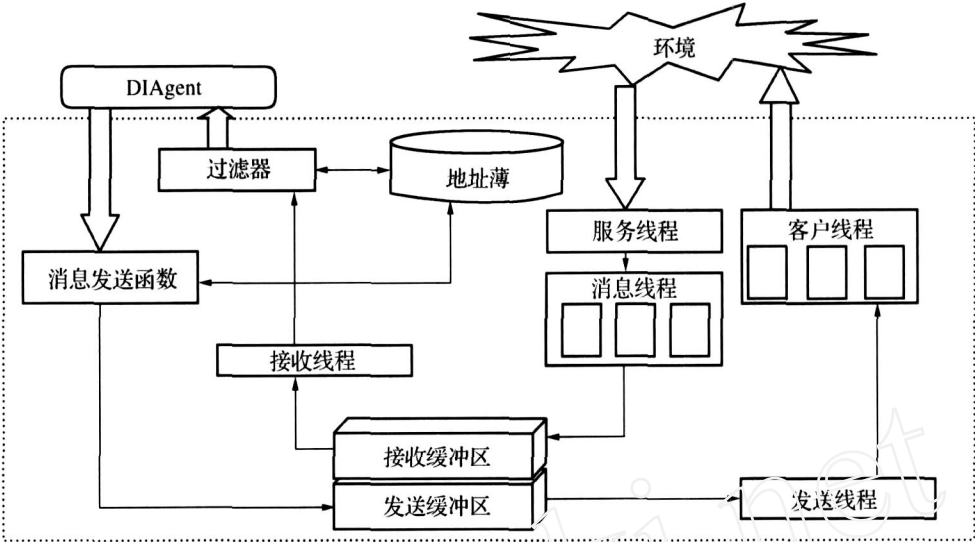 环境
DIAgent
过滤器
地址薄
服务线程
客户线程
消息发送函数
消息线程
接收线程
接收缓冲区
发送缓冲区
发送线程